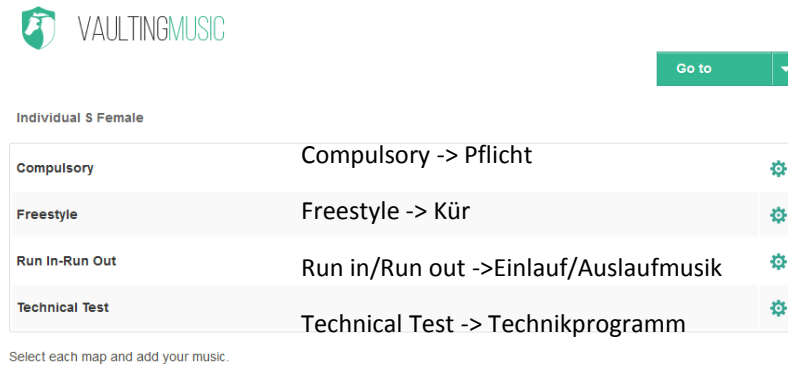 VAULTINGMUSIC
Go to
Individual S Female
Compulsory
Compulsory -> Pflicht
Freestyle
Freestyle -> Kür
Run In-Run Out
Run in/Run out ->Einlauf/Auslaufmusik
Technical Test
Technical Test -> Technikprogramm
Select each map and add your music.